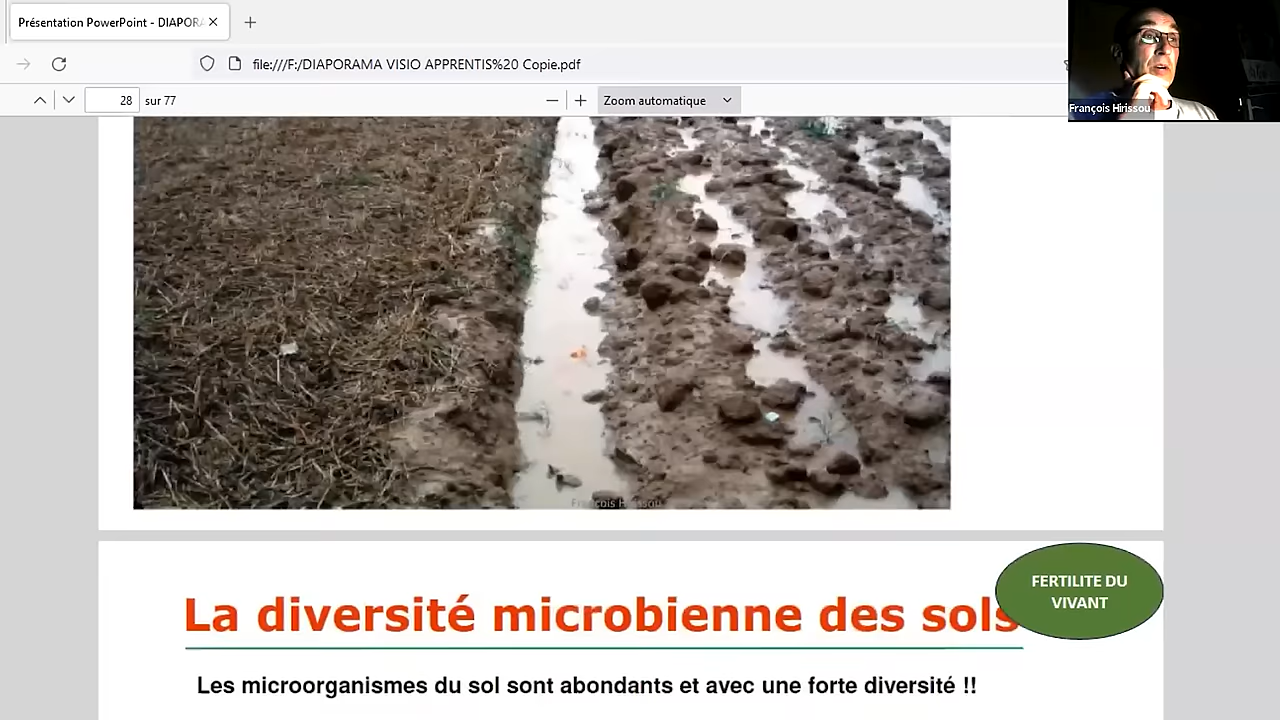 Présentation PowerPoint - DIAPORA
file:///F:/DIAPORAMA VISIO APPRENTIS%20 Copie.pdf
28 sur 77
Zoom automatique
François Hirissou
François Hirissou
FERTILITE DU
VIVANT
La diversité microbienne des sols
Les microorganismes du sol sont abondants et avec une forte diversité !!